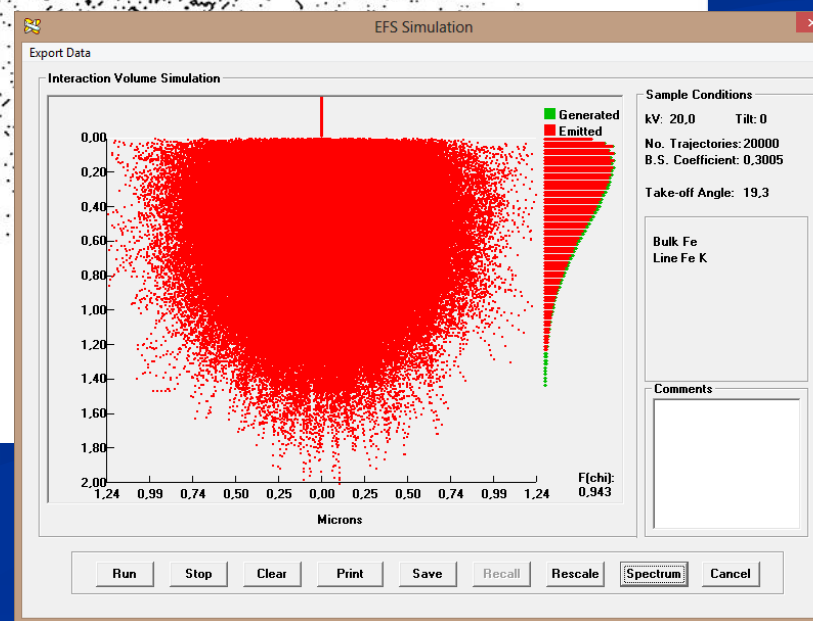 EFS Simulation
Export Data
Interaction Volume Simulation
Generated
Emitted
0,00
0,20
0,40
0,60
0,80
1,00
1,20
1,40
1,60
1,80
2,00
1,24 0,99 0,74 0,50 0,25 0,00 0,25 0,50 0,74 0,99 1,24
Microns
F(chi):
0,943
Sample Conditions
kV: 20,0 Tilt: 0
No. Trajectories: 20000
B.S. Coefficient: 0,3005
Take-off Angle: 19,3
Bulk Fe
Line Fe K
Comments
Run Stop Clear Print Save Recall Rescale Spectrum Cancel